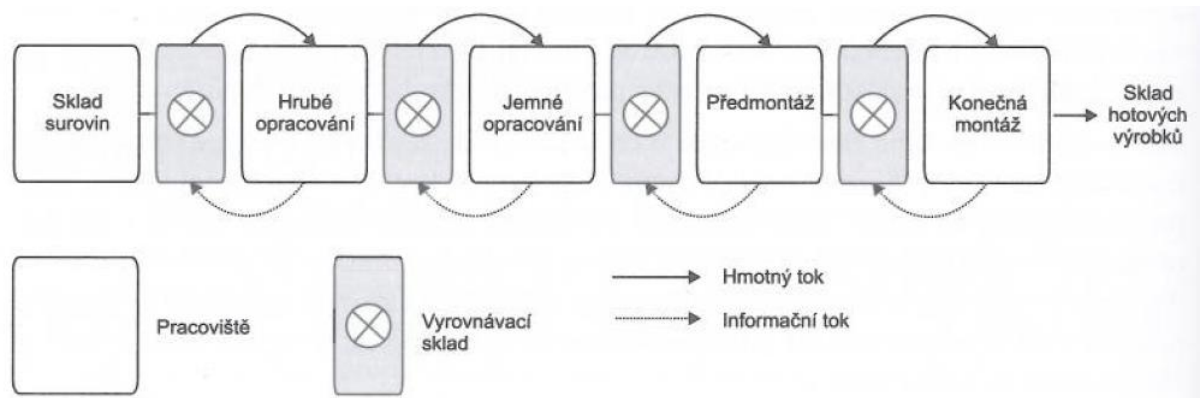 Sklad
surovin
Hrubé
opracování
Jemné
opracování
Předmontáž
Konečná
montáž
Sklad
hotových
výrobků
Pracoviště
Vyrovnávací
sklad
Hmotný tok
Informační tok